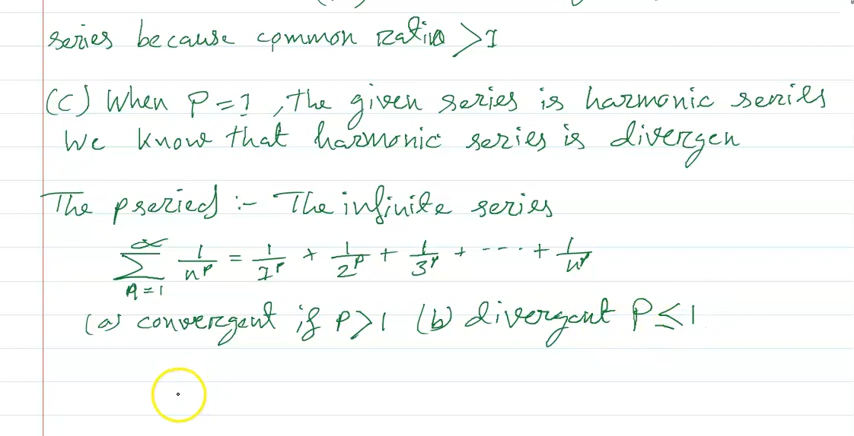 series because common ratio > 1
(c) When P = 1, the given series is harmonic series
We know that harmonic series is divergen
The p series :- The infinite series
∑_{n=1}^{∞} 1/n^p = 1/1^p + 1/2^p + 1/3^p + ---- + 1/n^p
(a) convergent if P > 1 (b) divergent P ≤ 1